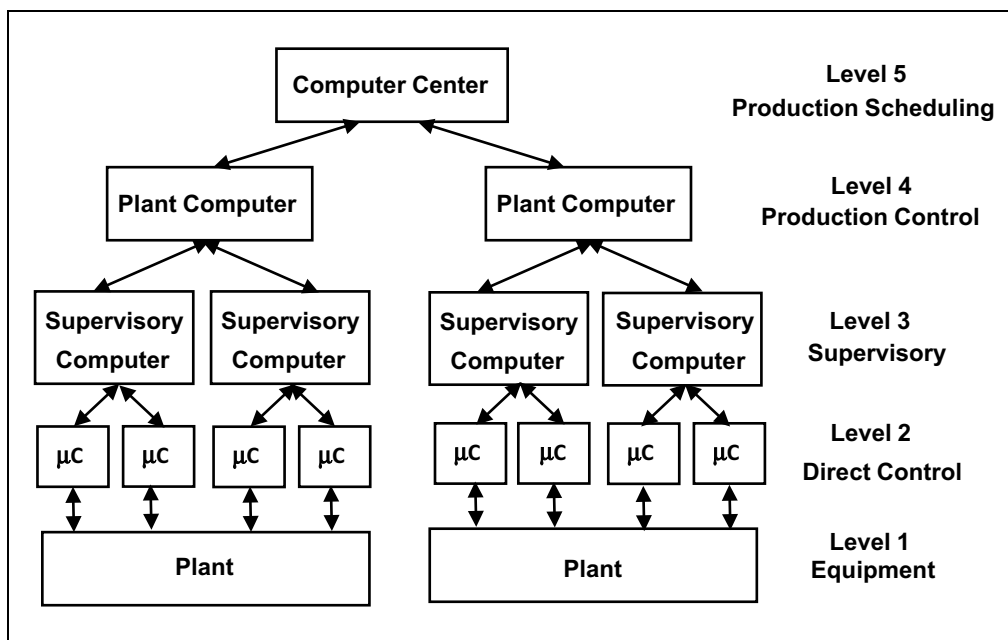 Computer Center
Level 5
Production Scheduling
Plant Computer
Plant Computer
Level 4
Production Control
Supervisory
Computer
Supervisory
Computer
Supervisory
Computer
Supervisory
Computer
Level 3
Supervisory
μC
μC
μC
μC
μC
μC
μC
μC
Level 2
Direct Control
Plant
Plant
Level 1
Equipment